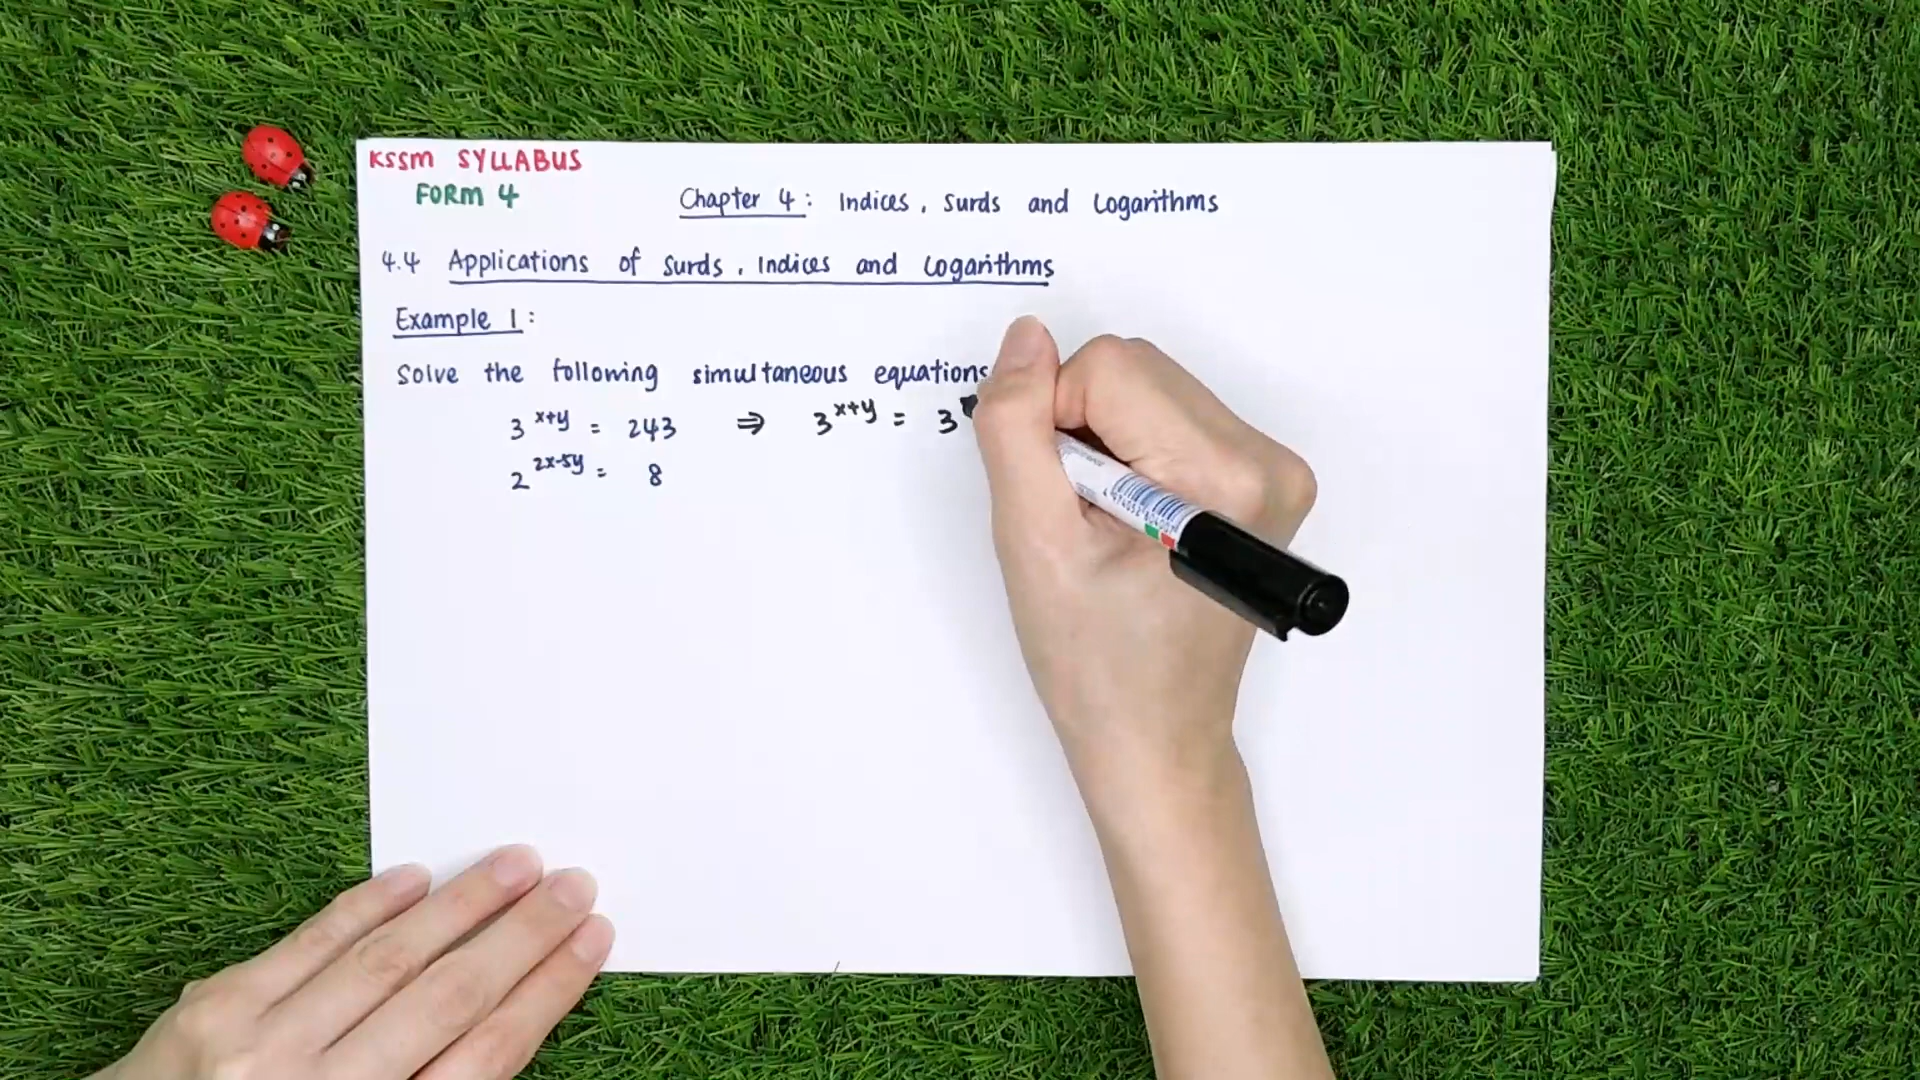 KSSM SYLLABUS
FORM 4
Chapter 4: Indices, Surds and Logarithms
4.4 Applications of Surds, Indices and Logarithms
Example 1:
Solve the following simultaneous equations
3^{x+y} = 243 ⇒ 3^{x+y} = 3
2^{2x-5y} = 8